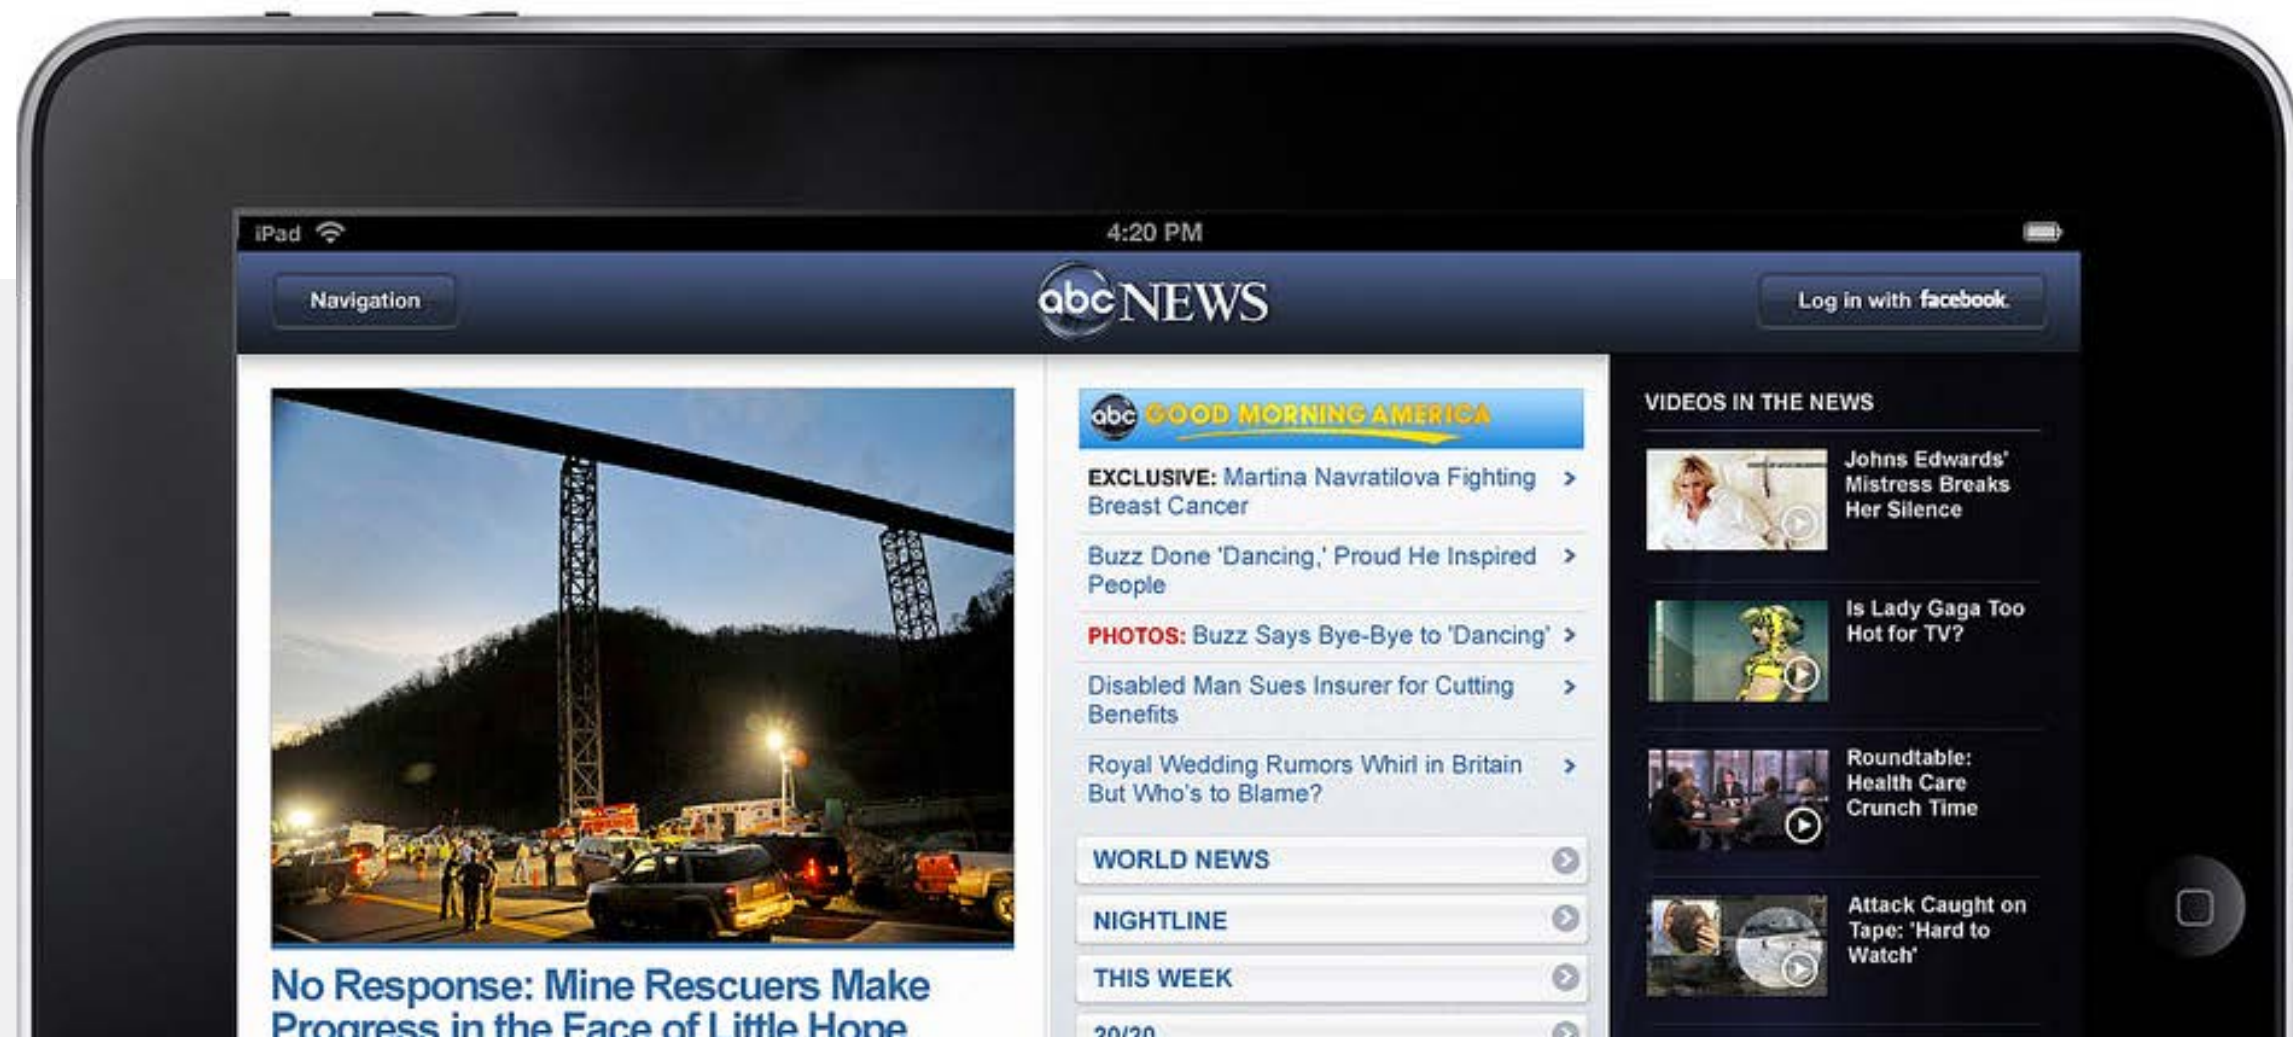 iPad
4:20 PM
Navigation
abc NEWS
Log in with facebook.
No Response: Mine Rescuers Make
Progress in the Face of Little Hope
abc GOOD MORNING AMERICA
EXCLUSIVE: Martina Navratilova Fighting
Breast Cancer
Buzz Done 'Dancing,' Proud He Inspired
People
PHOTOS: Buzz Says Bye-Bye to 'Dancing'
Disabled Man Sues Insurer for Cutting
Benefits
Royal Wedding Rumors Whirl in Britain
But Who's to Blame?
WORLD NEWS
NIGHTLINE
THIS WEEK
20/20
VIDEOS IN THE NEWS
Johns Edwards'
Mistress Breaks
Her Silence
Is Lady Gaga Too
Hot for TV?
Roundtable:
Health Care
Crunch Time
Attack Caught on
Tape: 'Hard to
Watch'